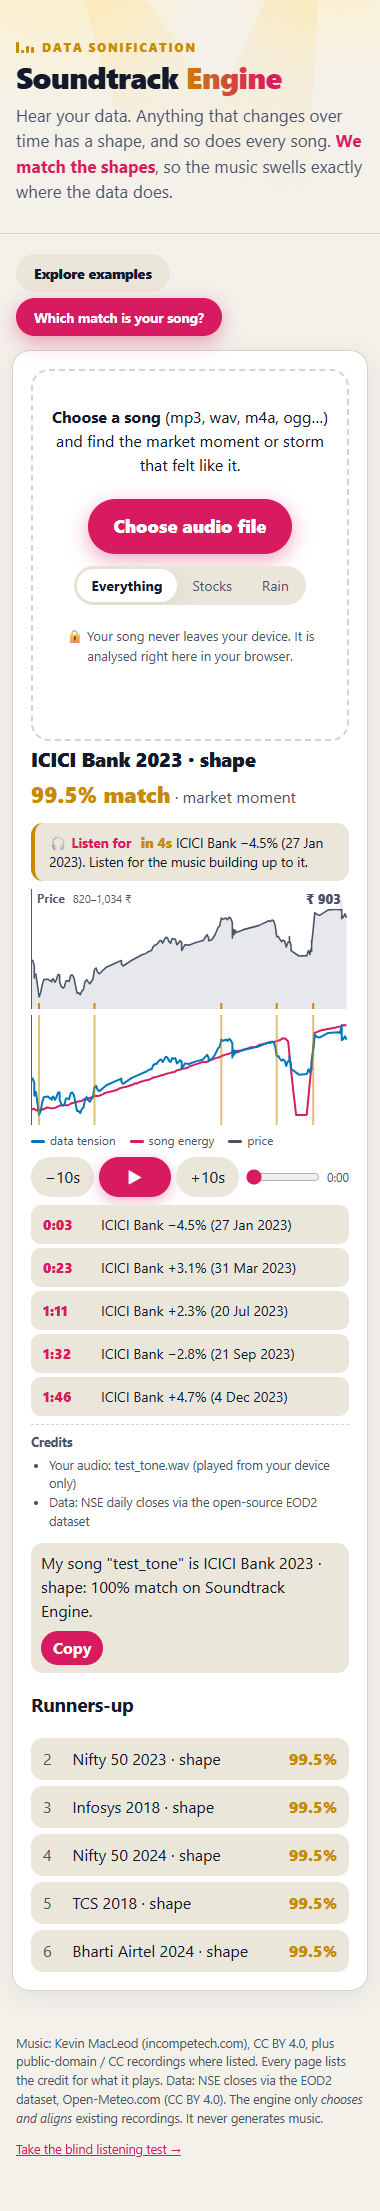 DATA SONIFICATION
Soundtrack Engine
Hear your data. Anything that changes over
time has a shape, and so does every song. We
match the shapes, so the music swells exactly
where the data does.
Explore examples
Which match is your song?
Choose a song (mp3, wav, m4a, ogg...)
and find the market moment or storm
that felt like it.
Choose audio file
Everything Stocks Rain
🔒 Your song never leaves your device. It is
analysed right here in your browser.
ICICI Bank 2023 · shape
99.5% match · market moment
🎧 Listen for in 4s ICICI Bank −4.5% (27 Jan
2023). Listen for the music building up to it.
Price 820–1,034 ₹ ₹ 903
data tension song energy price
−10s ▶ +10s 0:00
0:03 ICICI Bank −4.5% (27 Jan 2023)
0:23 ICICI Bank +3.1% (31 Mar 2023)
1:11 ICICI Bank +2.3% (20 Jul 2023)
1:32 ICICI Bank −2.8% (21 Sep 2023)
1:46 ICICI Bank +4.7% (4 Dec 2023)
Credits
• Your audio: test_tone.wav (played from your device
only)
• Data: NSE daily closes via the open-source EOD2
dataset
My song "test_tone" is ICICI Bank 2023 ·
shape: 100% match on Soundtrack
Engine.
Copy
Runners-up
2 Nifty 50 2023 · shape 99.5%
3 Infosys 2018 · shape 99.5%
4 Nifty 50 2024 · shape 99.5%
5 TCS 2018 · shape 99.5%
6 Bharti Airtel 2024 · shape 99.5%
Music: Kevin MacLeod (incompetech.com), CC BY 4.0, plus
public-domain / CC recordings where listed. Every page lists
the credit for what it plays. Data: NSE closes via the EOD2
dataset, Open-Meteo.com (CC BY 4.0). The engine only chooses
and aligns existing recordings. It never generates music.
Take the blind listening test →